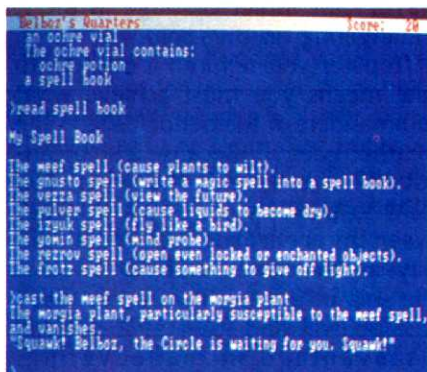 Belboz's Quarters Score: 20
an ochre vial
The ochre vial contains:
ochre potion
a spell book
>read spell book
My Spell Book
The meef spell (cause plants to wilt).
The gnusto spell (write a magic spell into a spell book).
The vezza spell (view the future).
The pulver spell (cause liquids to become dry).
The izyuk spell (fly like a bird).
The yomin spell (mind probe).
The rezrov spell (open even locked or enchanted objects).
The frotz spell (cause something to give off light).
>cast the meef spell on the morgia plant
The morgia plant, particularly susceptible to the meef spell,
and vanishes.
"Squawk! Belboz, the Circle is waiting for you. Squawk!"
>